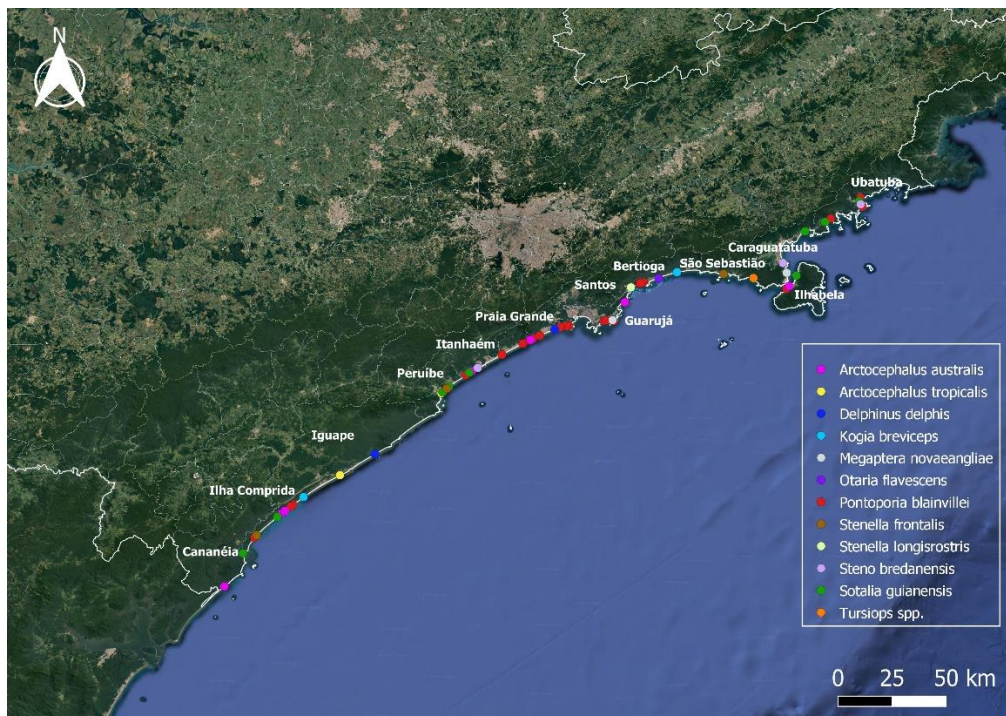 N
Ubatuba
Caraguatatuba
São Sebastião
Bertioga
Ilhabela
Santos
Praia Grande
Guarujá
Itanhaém
Peruíbe
Iguape
Ilha Comprida
Cananéia
Arctocephalus australis
Arctocephalus tropicalis
Delphinus delphis
Kogia breviceps
Megaptera novaeangliae
Otaria flavescens
Pontoporia blainvillei
Stenella frontalis
Stenella longisrostris
Steno bredanensis
Sotalia guianensis
Tursiops spp.
0 25 50 km